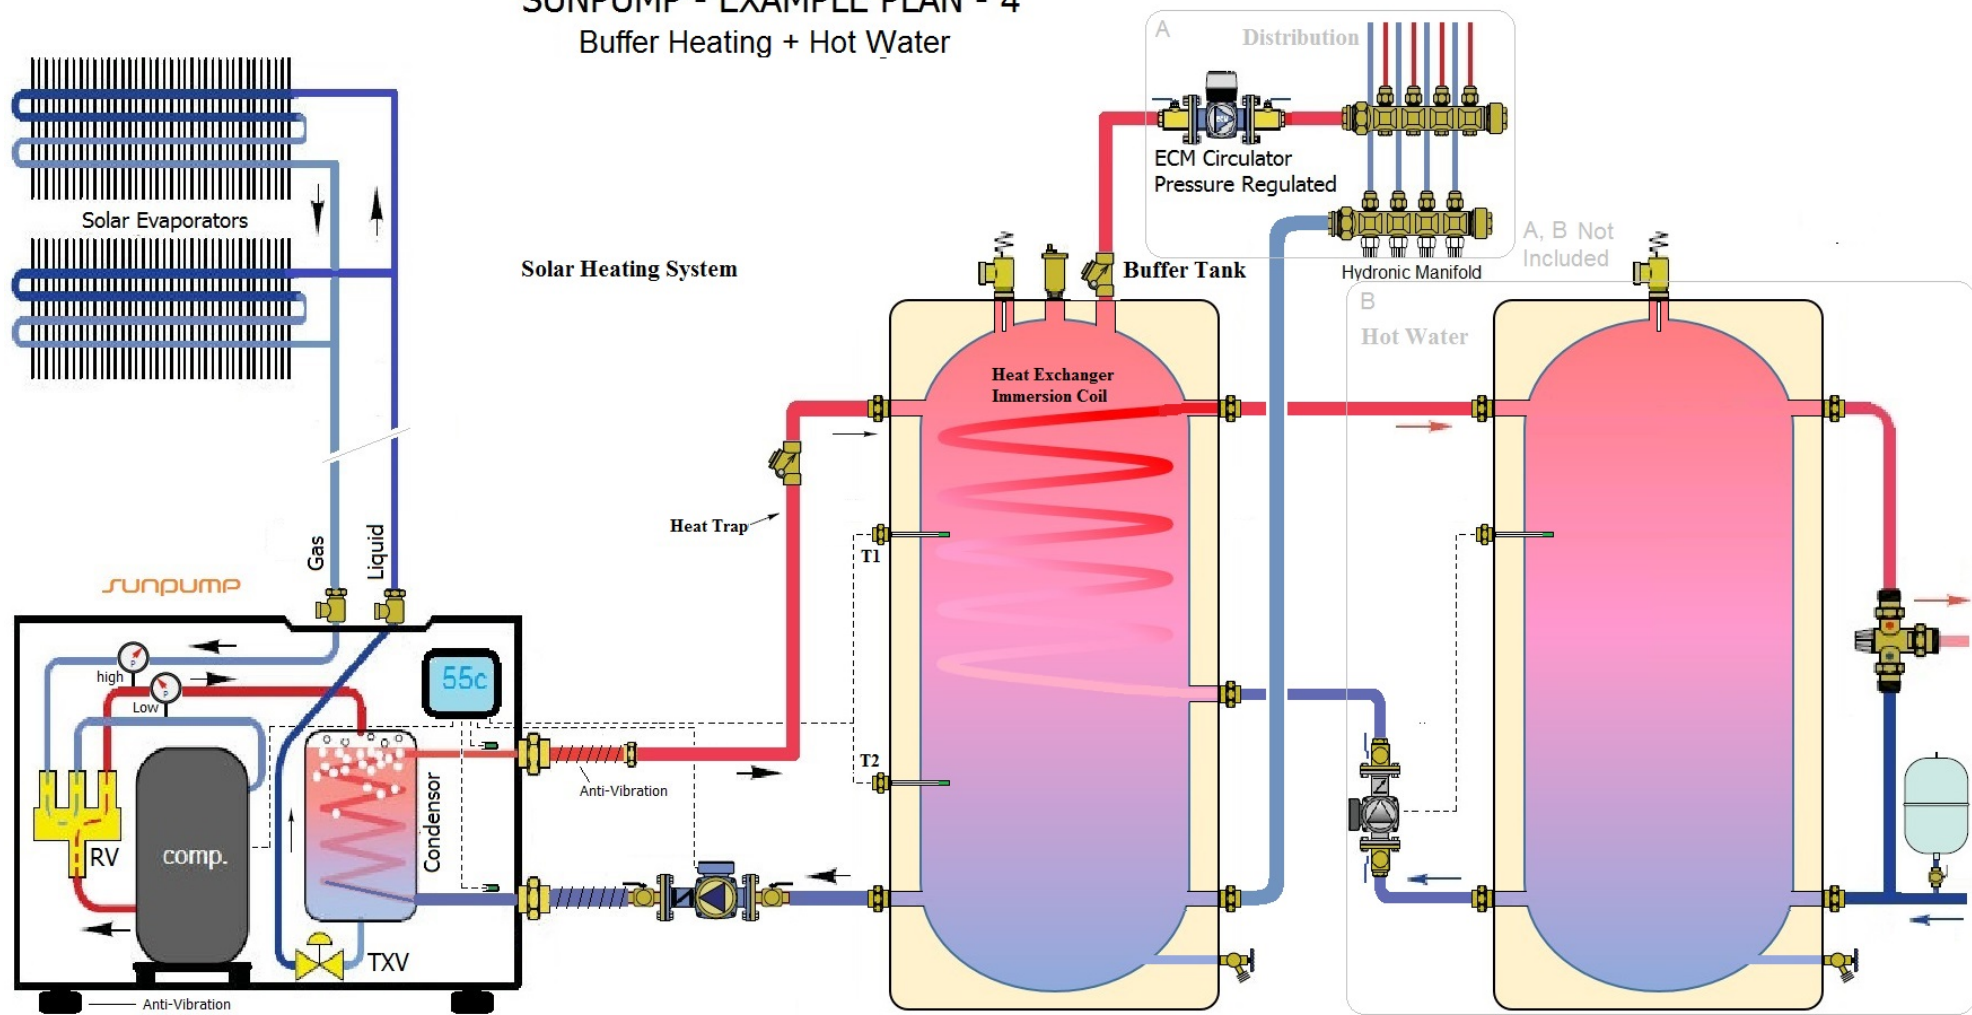 SUNPUMP - EXAMPLE PLAN - 4
Buffer Heating + Hot Water
A
Distribution
ECM Circulator
Pressure Regulated
Hydronic Manifold
A, B Not
Included
Solar Evaporators
Solar Heating System
Buffer Tank
B
Hot Water
Heat Exchanger
Immersion Coil
Heat Trap
T1
T2
Gas
Liquid
sunpump
high
Low
P
P
55c
Condensor
RV
comp.
TXV
Anti-Vibration
Anti-Vibration